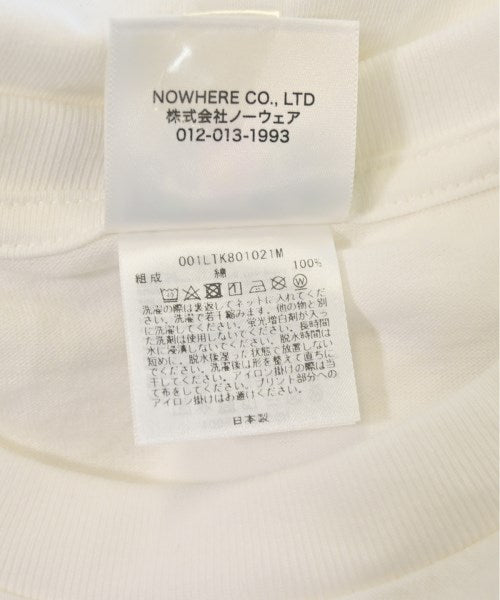 NOWHERE CO., LTD
株式会社ノーウェア
012-013-1993
001LTK801021M
組成 綿 100%
洗濯の際は裏返してネットに入れてくだ
さい。洗濯で若干縮みます。他の物と別
に洗濯してください。蛍光増白剤が入っ
た洗剤は使用しないでください。長時間
水に浸漬しないでください。脱水時間は
短めに。脱水後湿った状態で放置しない
でください。洗濯後は形を整えて直ちに
干してください。アイロン掛けの際は当
て布をしてください。プリント部分への
アイロン掛けはお避けください。
日本製